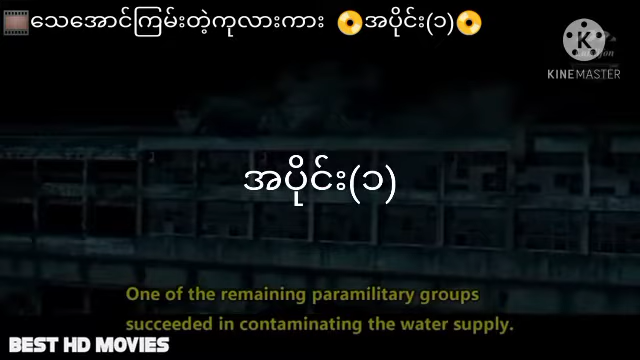 သေအောင်ကြမ်းတဲ့ကုလားကား အပိုင်း(၁)
KINEMASTER
အပိုင်း(၁)
One of the remaining paramilitary groups
succeeded in contaminating the water supply.
BEST HD MOVIES